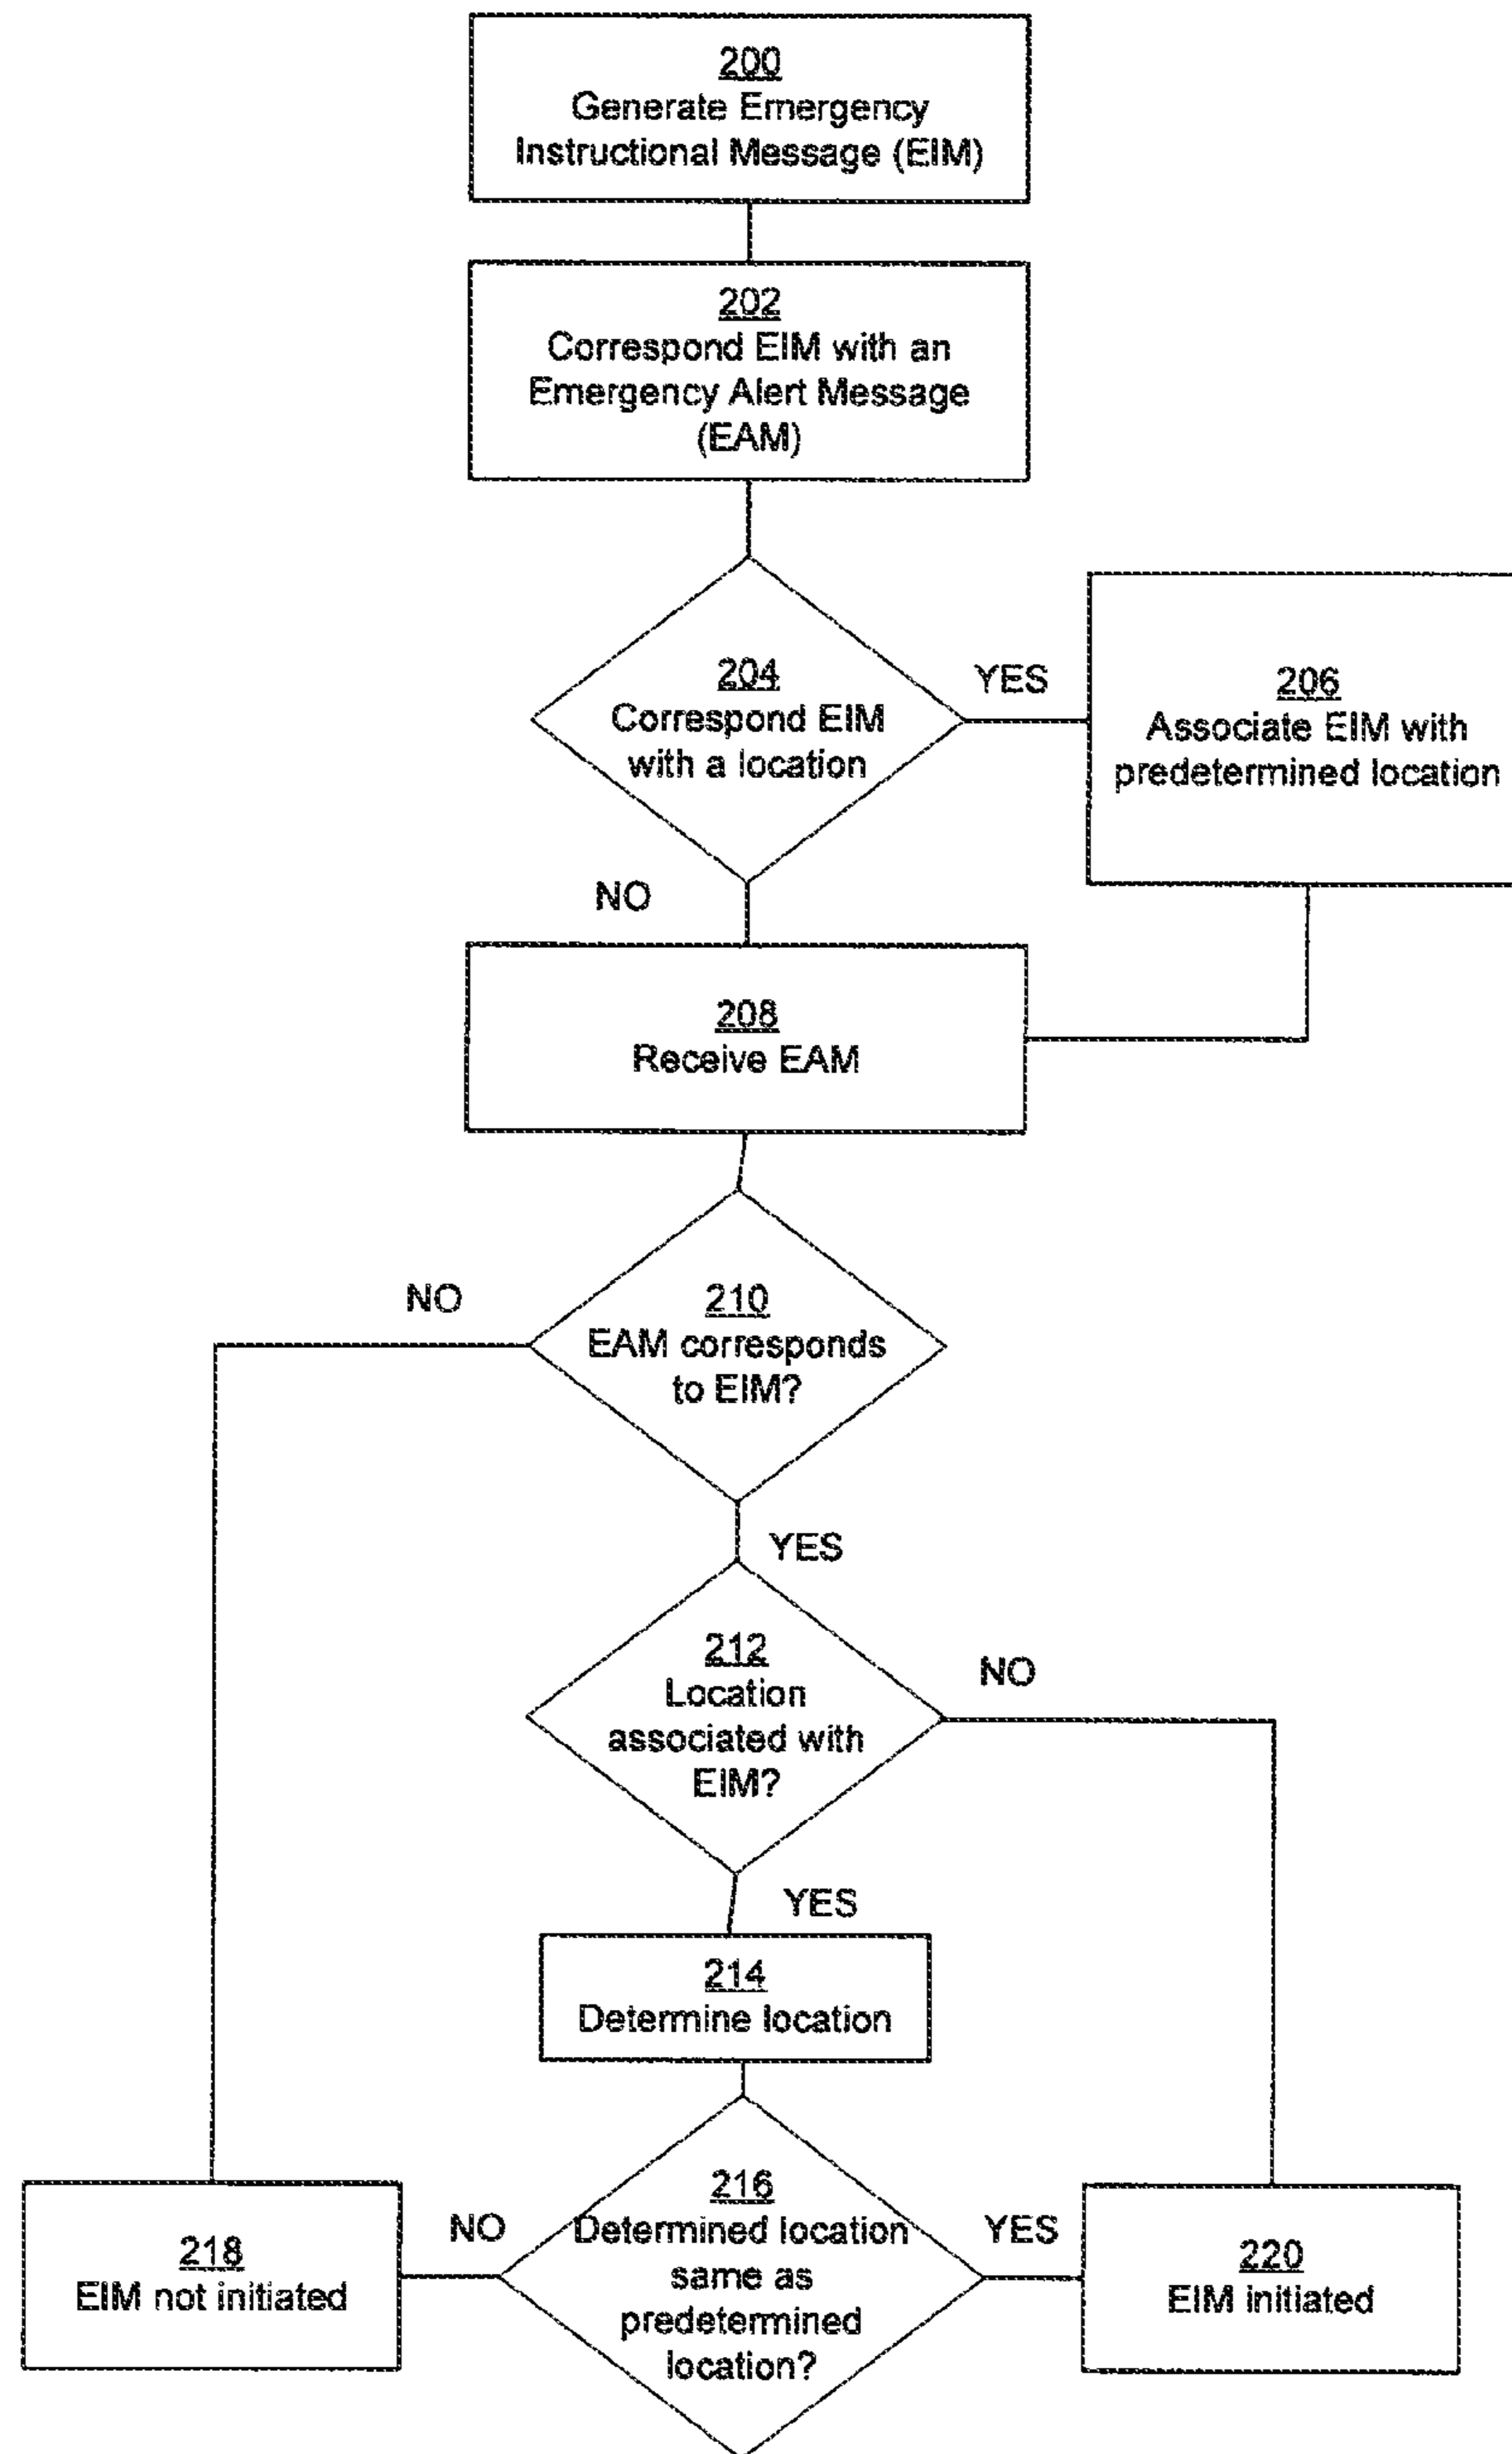 200
Generate Emergency
Instructional Message (EIM)
202
Correspond EIM with an
Emergency Alert Message
(EAM)
204
Correspond EIM
with a location
YES
206
Associate EIM with
predetermined location
NO
208
Receive EAM
NO
210
EAM corresponds
to EIM?
YES
212
Location
associated with
EIM?
NO
YES
214
Determine location
218
EIM not initiated
NO
216
Determined location
same as
predetermined
location?
YES
220
EIM initiated